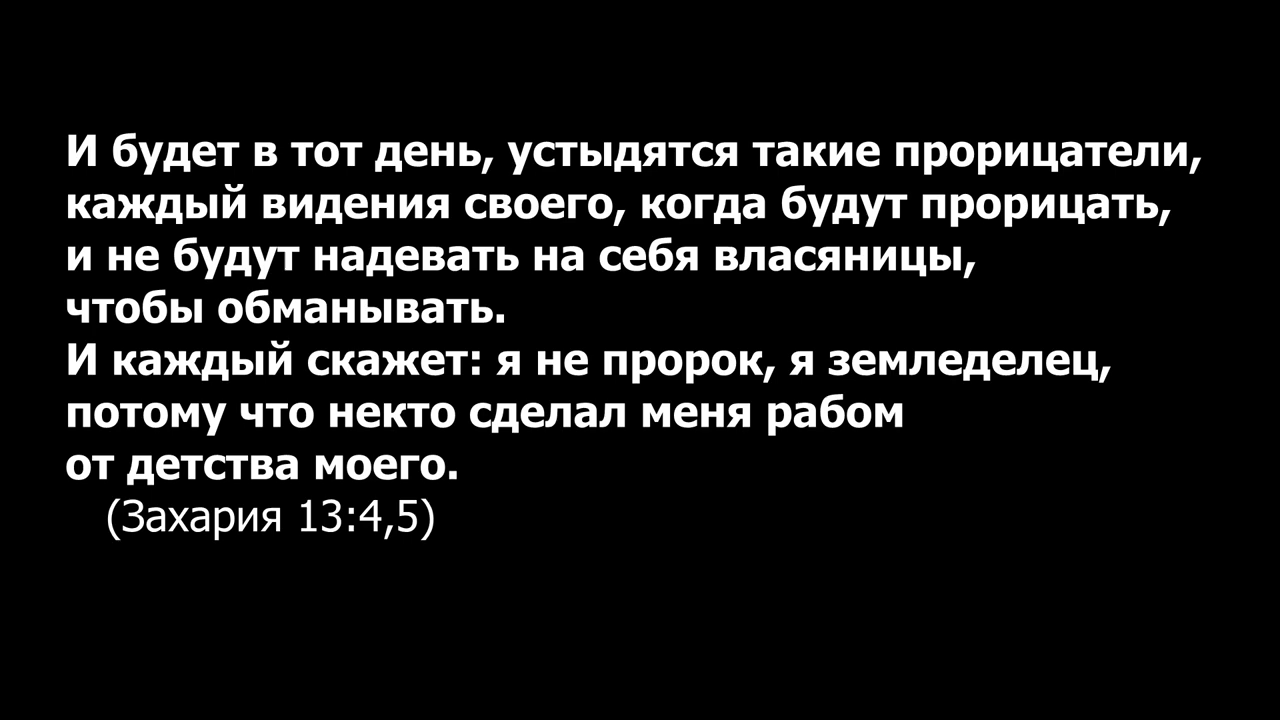 И будет в тот день, устыдятся такие прорицатели,
каждый видения своего, когда будут прорицать,
и не будут надевать на себя власяницы,
чтобы обманывать.
И каждый скажет: я не пророк, я земледелец,
потому что некто сделал меня рабом
от детства моего.
(Захария 13:4,5)